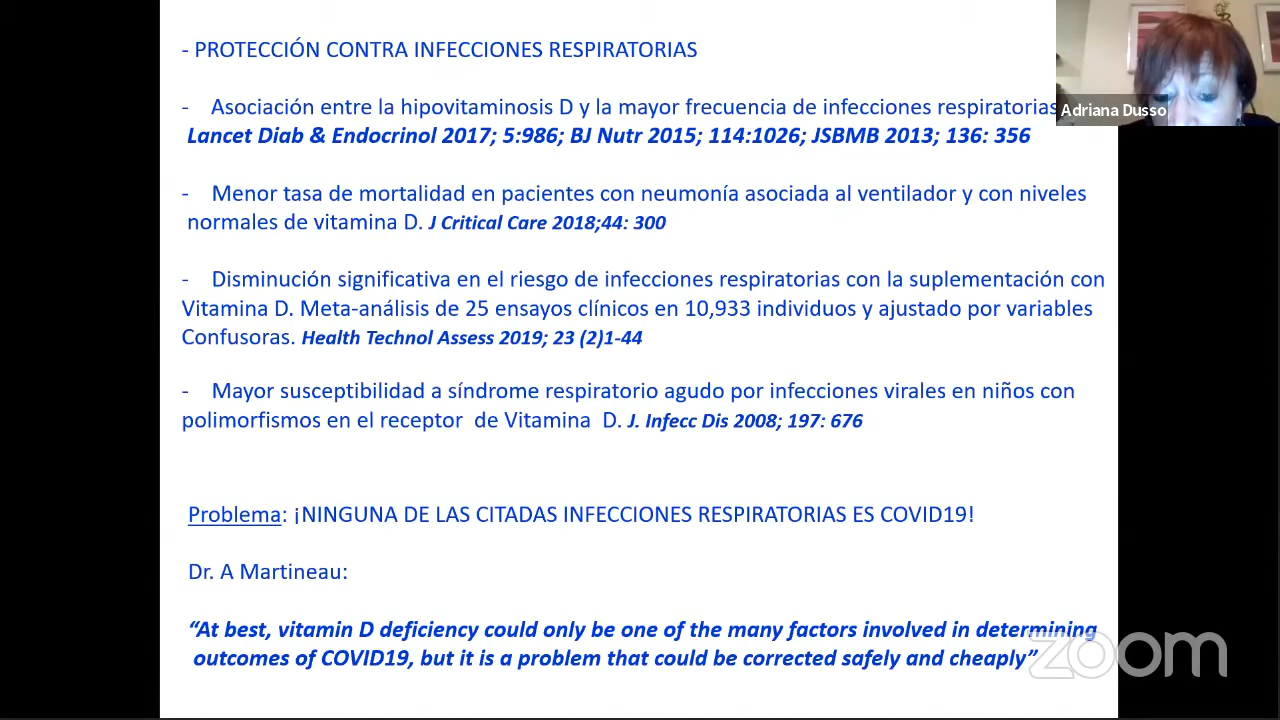 - PROTECCIÓN CONTRA INFECCIONES RESPIRATORIAS
- Asociación entre la hipovitaminosis D y la mayor frecuencia de infecciones respiratorias
Lancet Diab & Endocrinol 2017; 5:986; BJ Nutr 2015; 114:1026; JSBMB 2013; 136: 356
- Menor tasa de mortalidad en pacientes con neumonía asociada al ventilador y con niveles
normales de vitamina D. J Critical Care 2018;44: 300
- Disminución significativa en el riesgo de infecciones respiratorias con la suplementación con
Vitamina D. Meta-análisis de 25 ensayos clínicos en 10,933 individuos y ajustado por variables
Confusoras. Health Technol Assess 2019; 23 (2)1-44
- Mayor susceptibilidad a síndrome respiratorio agudo por infecciones virales en niños con
polimorfismos en el receptor de Vitamina D. J. Infecc Dis 2008; 197: 676
Problema: ¡NINGUNA DE LAS CITADAS INFECCIONES RESPIRATORIAS ES COVID19!
Dr. A Martineau:
“At best, vitamin D deficiency could only be one of the many factors involved in determining
outcomes of COVID19, but it is a problem that could be corrected safely and cheaply”
Adriana Dusso
zoom